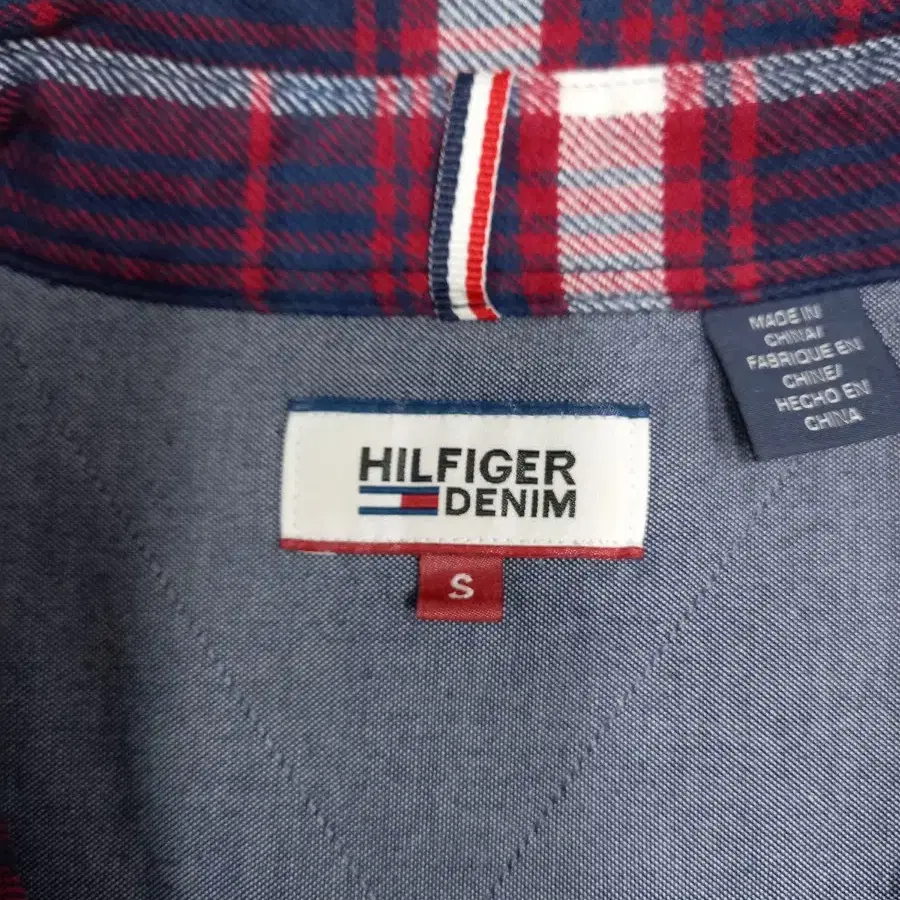 MADE IN
CHINA/
FABRIQUE EN
CHINE/
HECHO EN
CHINA
HILFIGER
DENIM
S